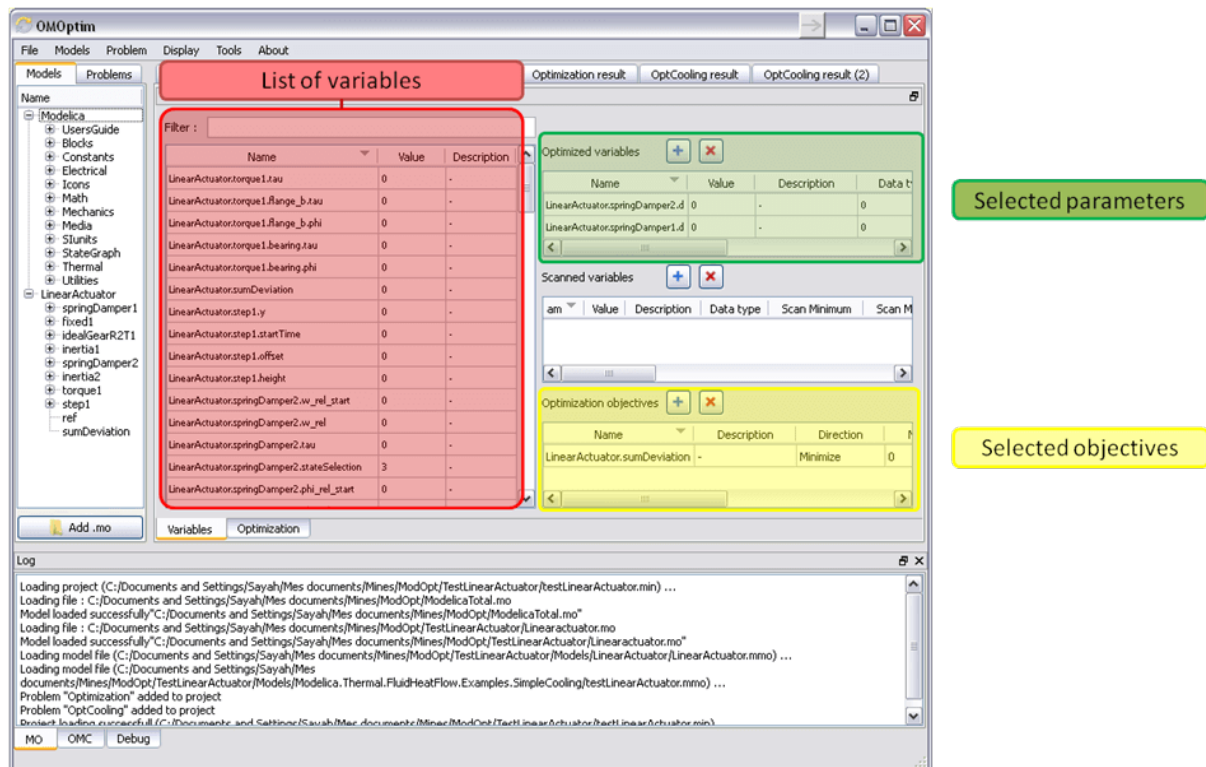 OMOptim
File Models Problem Display Tools About
Models Problems
List of variables
Optimization result OptCooling result OptCooling result (2)
Name
Modelica
UsersGuide
Blocks
Constants
Electrical
Icons
Math
Mechanics
Media
SIunits
StateGraph
Thermal
Utilities
LinearActuator
springDamper1
fixed1
idealGearR2T1
inertia1
springDamper2
inertia2
torque1
step1
ref
sumDeviation
Add .mo
Filter :
Name Value Description
LinearActuator.torque1.tau 0 -
LinearActuator.torque1.flange_b.tau 0 -
LinearActuator.torque1.flange_b.phi 0 -
LinearActuator.torque1.bearing.tau 0 -
LinearActuator.torque1.bearing.phi 0 -
LinearActuator.sumDeviation 0 -
LinearActuator.step1.y 0 -
LinearActuator.step1.startTime 0 -
LinearActuator.step1.offset 0 -
LinearActuator.step1.height 0 -
LinearActuator.springDamper2.w_rel_start 0 -
LinearActuator.springDamper2.w_rel 0 -
LinearActuator.springDamper2.tau 0 -
LinearActuator.springDamper2.stateSelection 3 -
LinearActuator.springDamper2.phi_rel_start 0 -
Variables Optimization
Optimized variables
Name Value Description Data t
LinearActuator.springDamper2.d 0 - 0
LinearActuator.springDamper1.d 0 - 0
Selected parameters
Scanned variables
am Value Description Data type Scan Minimum Scan M
Optimization objectives
Name Description Direction
LinearActuator.sumDeviation - Minimize 0
Selected objectives
Log
Loading project (C:/Documents and Settings/Sayah/Mes documents/Mines/ModOpt/TestLinearActuator/testLinearActuator.min) ...
Loading file : C:/Documents and Settings/Sayah/Mes documents/Mines/ModOpt/ModelicaTotal.mo
Model loaded successfully"C:/Documents and Settings/Sayah/Mes documents/Mines/ModOpt/ModelicaTotal.mo"
Loading file : C:/Documents and Settings/Sayah/Mes documents/Mines/ModOpt/TestLinearActuator/Linearactuator.mo
Model loaded successfully"C:/Documents and Settings/Sayah/Mes documents/Mines/ModOpt/TestLinearActuator/Linearactuator.mo"
Loading model file (C:/Documents and Settings/Sayah/Mes documents/Mines/ModOpt/TestLinearActuator/Models/LinearActuator/LinearActuator.mmo) ...
Loading model file (C:/Documents and Settings/Sayah/Mes
documents/Mines/ModOpt/TestLinearActuator/Models/Modelica.Thermal.FluidHeatFlow.Examples.SimpleCooling/testLinearActuator.mmo) ...
Problem "Optimization" added to project
Problem "OptCooling" added to project
Project loading successfull (C:/Documents and Settings/Sayah/Mes documents/Mines/ModOpt/TestLinearActuator/testLinearActuator.min)
MO OMC Debug